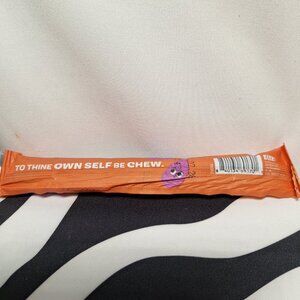 TO THINE OWN SELF BE CHEW.